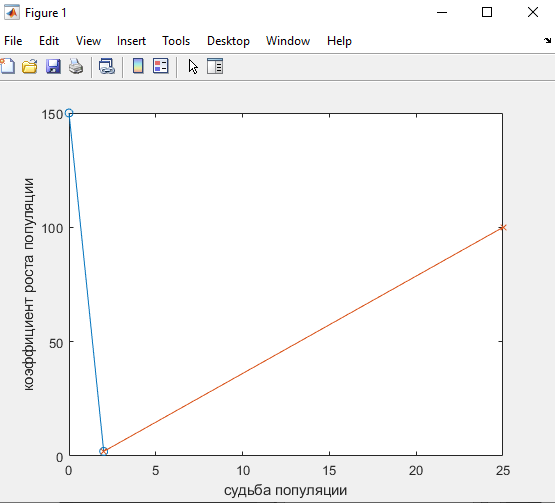 Figure 1
File Edit View Insert Tools Desktop Window Help
150
100
50
0
коэффициент роста популяции
0 5 10 15 20 25
судьба популяции